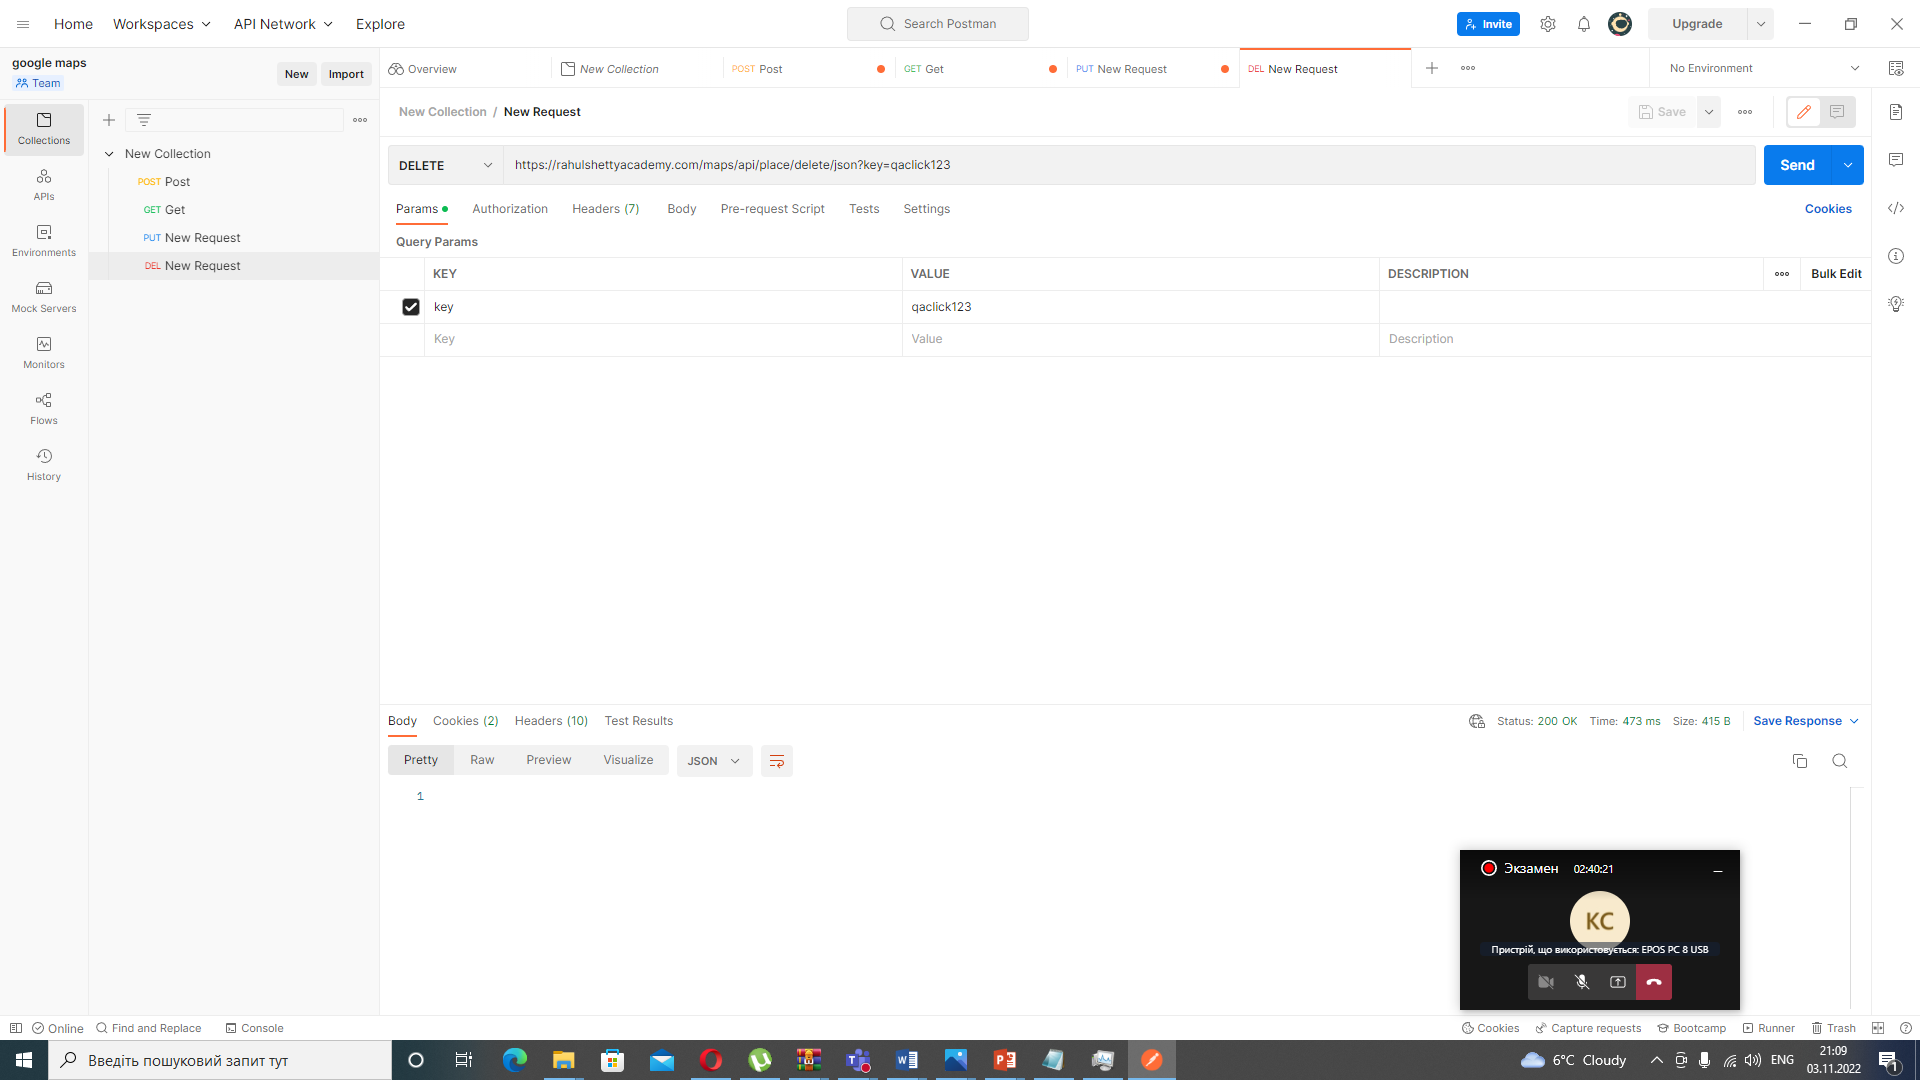 Home
Workspaces
API Network
Explore
Search Postman
Invite
Upgrade
google maps
Team
New
Import
Overview
New Collection
POST Post
GET Get
PUT New Request
DEL New Request
No Environment
New Collection / New Request
Save
Collections
APIs
Environments
Mock Servers
Monitors
Flows
History
New Collection
POST Post
GET Get
PUT New Request
DEL New Request
DELETE
https://rahulshettyacademy.com/maps/api/place/delete/json?key=qaclick123
Send
Params
Authorization
Headers (7)
Body
Pre-request Script
Tests
Settings
Cookies
Query Params
KEY
VALUE
DESCRIPTION
Bulk Edit
key
qaclick123
Key
Value
Description
Body
Cookies (2)
Headers (10)
Test Results
Status: 200 OK
Time: 473 ms
Size: 415 B
Save Response
Pretty
Raw
Preview
Visualize
JSON
1
Экзамен
02:40:21
КС
Пристрій, що використовується: EPOS PC 8 USB
Online
Find and Replace
Console
Cookies
Capture requests
Bootcamp
Runner
Trash
Введіть пошуковий запит тут
6°C Cloudy
ENG
21:09
03.11.2022
1